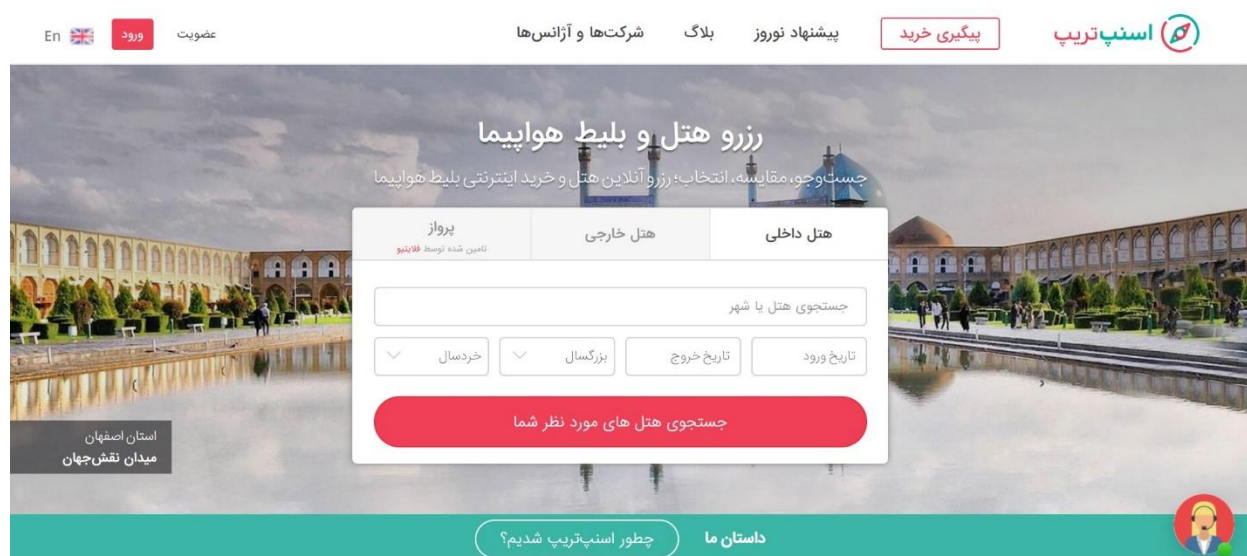 اسنپ‌تریپ
پیگیری خرید
پیشنهاد نوروز
بلاگ
شرکت‌ها و آژانس‌ها
عضویت
ورود
En
رزرو هتل و بلیط هواپیما
جست‌وجو، مقایسه، انتخاب؛ رزرو آنلاین هتل و خرید اینترنتی بلیط هواپیما
هتل داخلی
هتل خارجی
پرواز
تامین شده توسط فلایتیو
جستجوی هتل یا شهر
تاریخ ورود
تاریخ خروج
بزرگسال
خردسال
جستجوی هتل های مورد نظر شما
استان اصفهان
میدان نقش‌جهان
داستان ما
چطور اسنپ‌تریپ شدیم؟